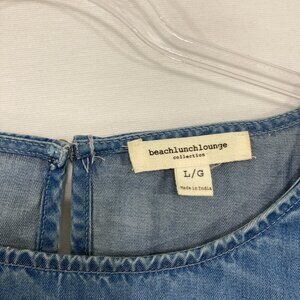 beachlunchlounge
collection
L/G
Made in India